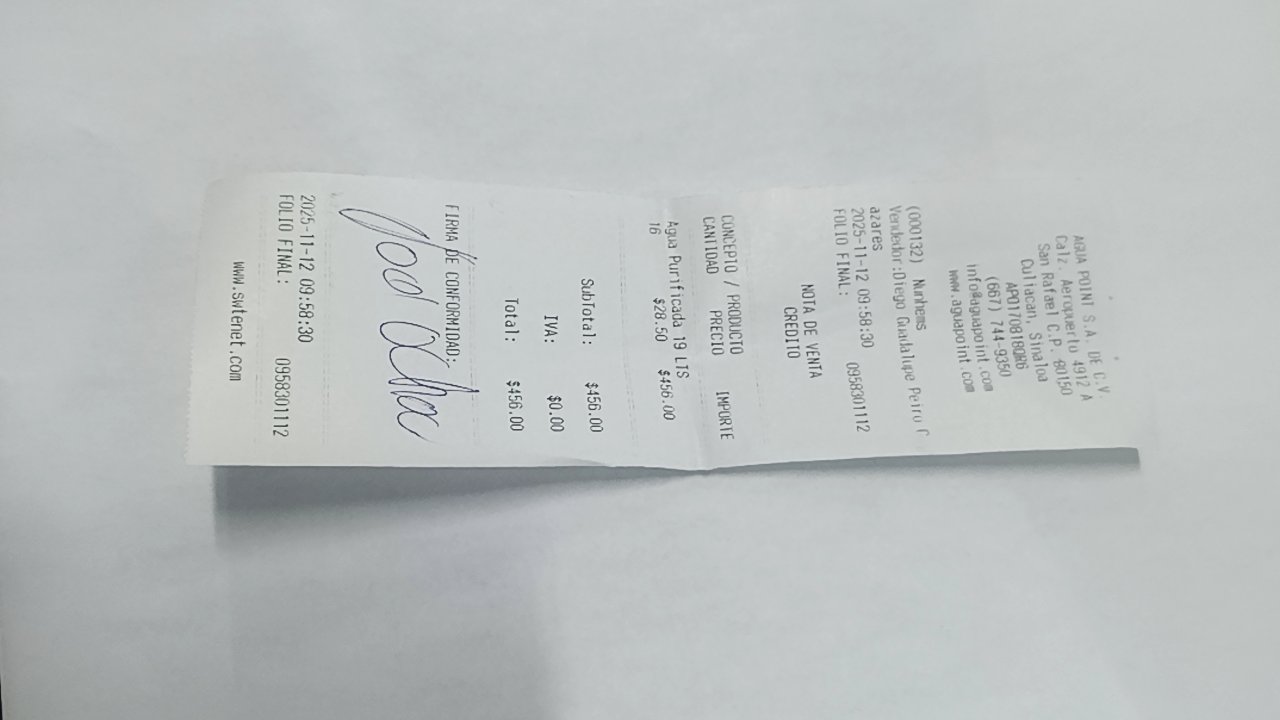 AGUA POINT S.A. DE C.V.
Calz. Aeropuerto 4912 A
San Rafael C.P. 80150
Culiacan, Sinaloa
APO170818QR6
(667) 744-9350
info@aguapoint.com
www.aguapoint.com
(000132) Nunhems
Vendedor:Diego Guadalupe Peiro C
azares
2025-11-12 09:58:30 0958301112
FOLIO FINAL:
NOTA DE VENTA
CREDITO
CONCEPTO / PRODUCTO
CANTIDAD PRECIO IMPORTE
Agua Purificada 19 LTS
16 $28.50 $456.00
SubTotal: $456.00
IVA: $0.00
Total: $456.00
FIRMA DE CONFORMIDAD:
2025-11-12 09:58:30
FOLIO FINAL: 0958301112
www.swtenet.com